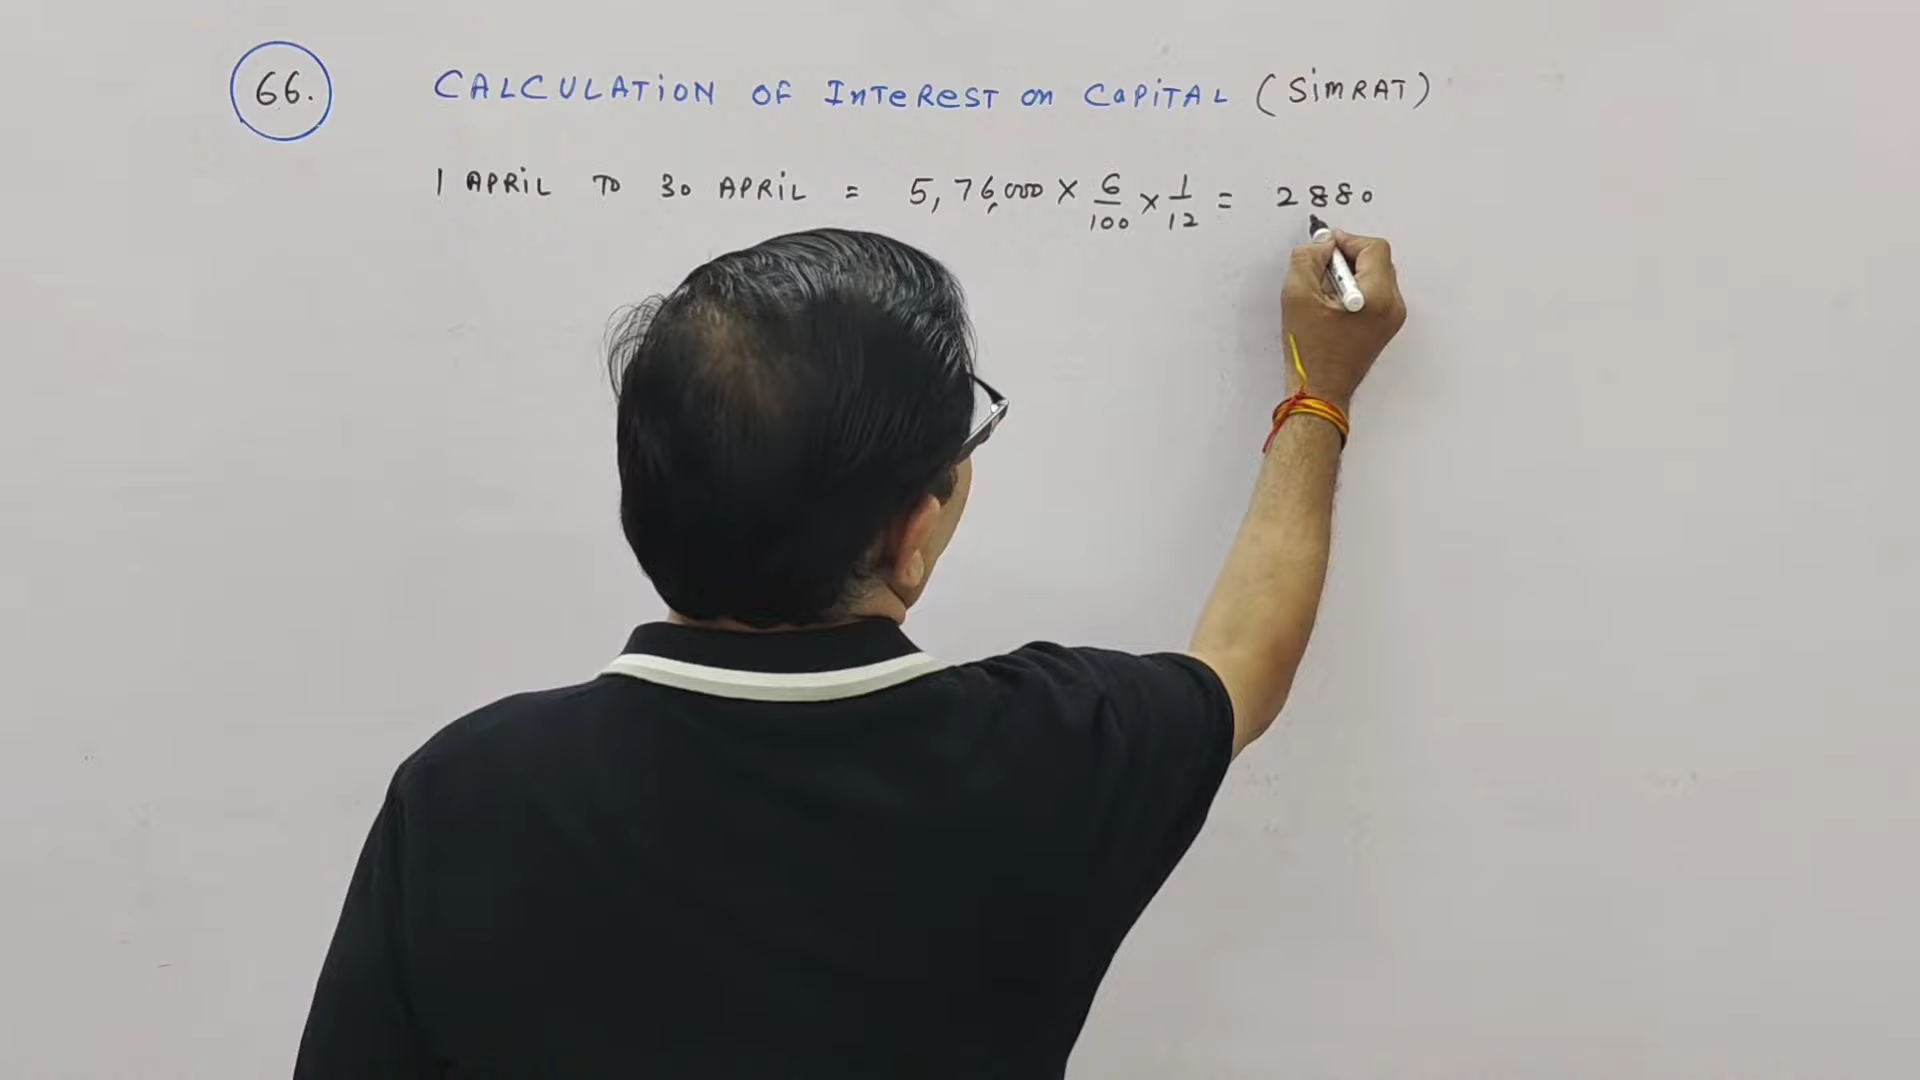 66. CALCULATION OF INTEREST ON CAPITAL (SIMRAT)
1 APRIL TO 30 APRIL = 5,76,000 × 6/100 × 1/12 = 2880